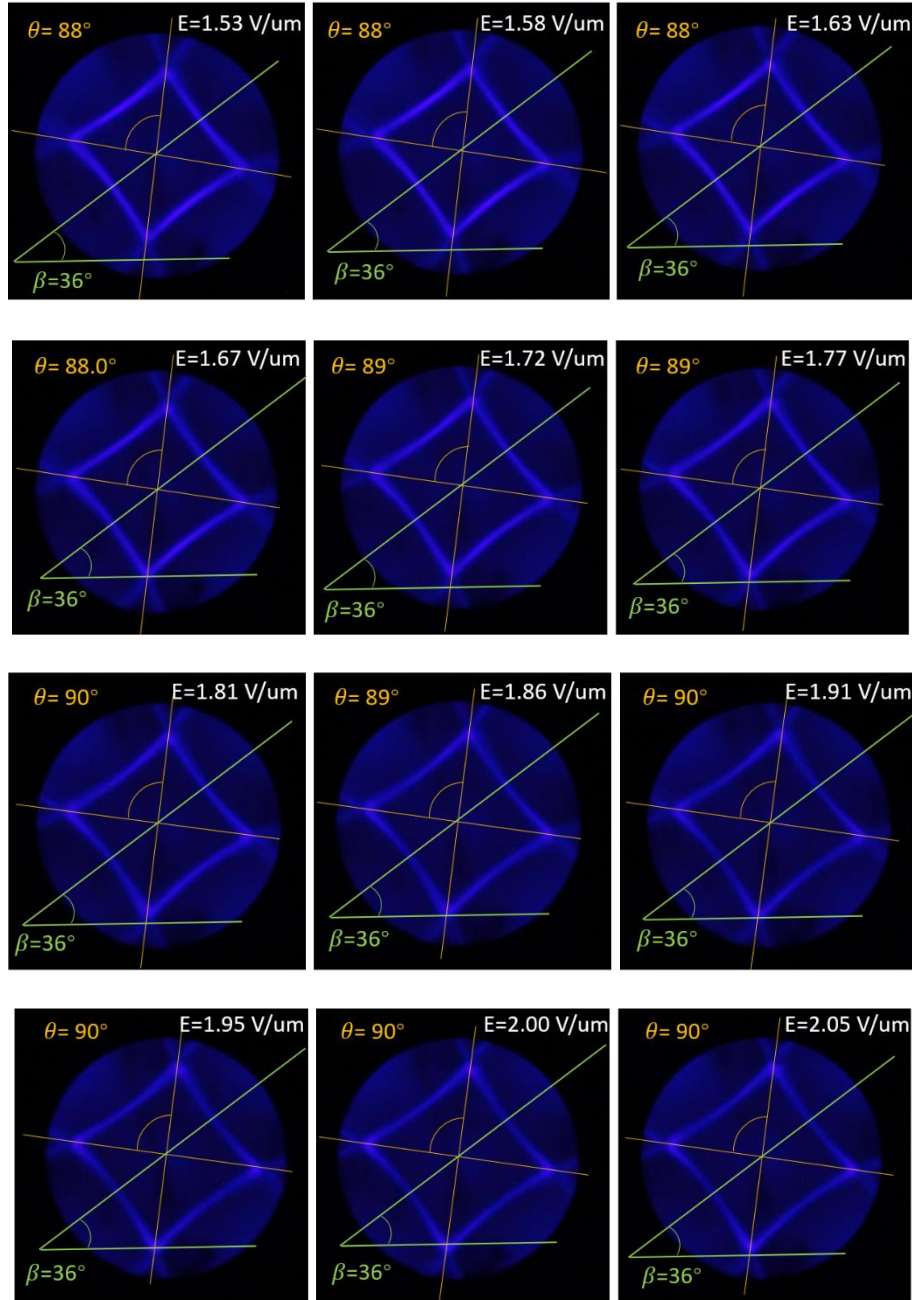 θ= 88° E=1.53 V/um
β=36°
θ= 88° E=1.58 V/um
β=36°
θ= 88° E=1.63 V/um
β=36°
θ= 88.0° E=1.67 V/um
β=36°
θ= 89° E=1.72 V/um
β=36°
θ= 89° E=1.77 V/um
β=36°
θ= 90° E=1.81 V/um
β=36°
θ= 89° E=1.86 V/um
β=36°
θ= 90° E=1.91 V/um
β=36°
θ= 90° E=1.95 V/um
β=36°
θ= 90° E=2.00 V/um
β=36°
θ= 90° E=2.05 V/um
β=36°